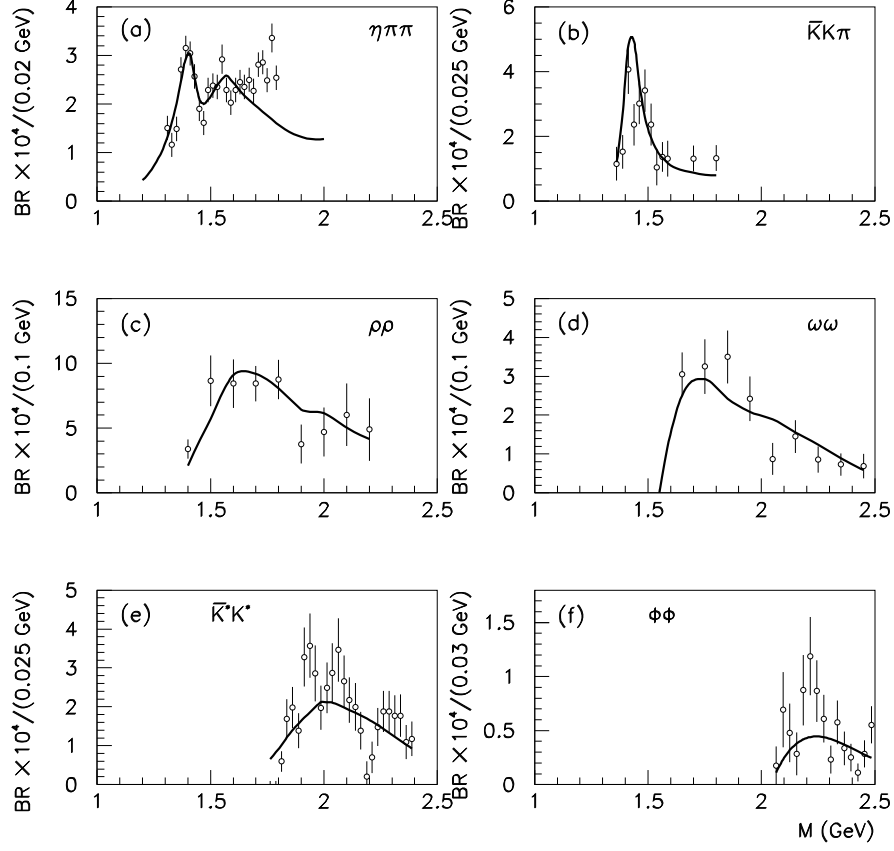 BR ×10⁴/(0.02 GeV)
4
3
2
1
0
(a)
ηππ
1 1.5 2 2.5
BR ×10⁴/(0.025 GeV)
6
4
2
0
(b)
K̅Kπ
1 1.5 2 2.5
BR ×10⁴/(0.1 GeV)
15
10
5
0
(c)
ρρ
1 1.5 2 2.5
BR ×10⁴/(0.1 GeV)
5
4
3
2
1
0
(d)
ωω
1 1.5 2 2.5
BR ×10⁴/(0.025 GeV)
5
4
3
2
1
0
(e)
K̅*K*
1 1.5 2 2.5
BR ×10⁴/(0.03 GeV)
1.5
1
0.5
0
(f)
ϕϕ
1 1.5 2 2.5
M (GeV)